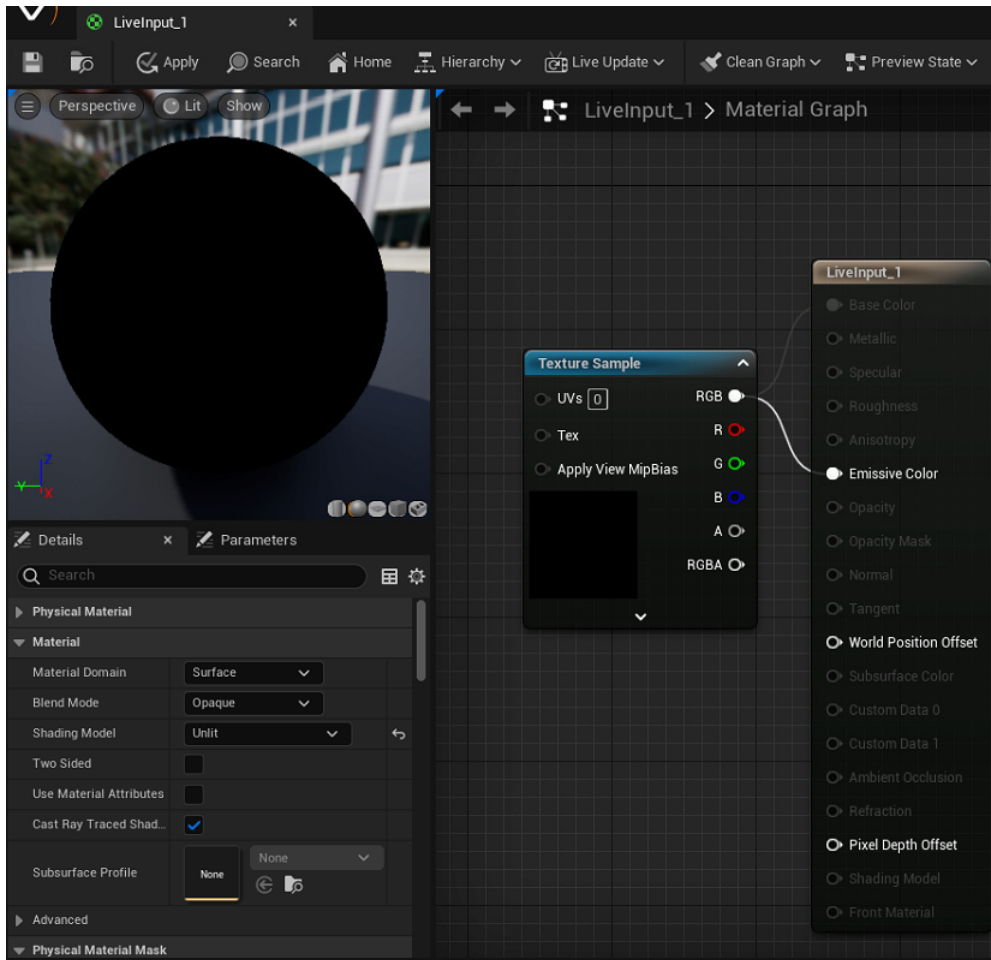 LiveInput_1
Apply
Search
Home
Hierarchy
Live Update
Clean Graph
Preview State
Perspective
Lit
Show
LiveInput_1 > Material Graph
Z
Y
X
Texture Sample
UVs 0
Tex
Apply View MipBias
RGB
R
G
B
A
RGBA
LiveInput_1
Base Color
Metallic
Specular
Roughness
Anisotropy
Emissive Color
Opacity
Opacity Mask
Normal
Tangent
World Position Offset
Subsurface Color
Custom Data 0
Custom Data 1
Ambient Occlusion
Refraction
Pixel Depth Offset
Shading Model
Front Material
Details
Parameters
Search
Physical Material
Material
Material Domain Surface
Blend Mode Opaque
Shading Model Unlit
Two Sided
Use Material Attributes
Cast Ray Traced Shad...
Subsurface Profile None None
Advanced
Physical Material Mask